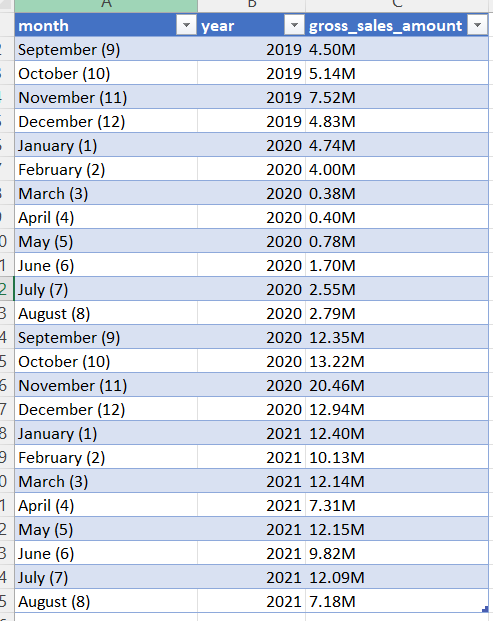 A B C
month year gross_sales_amount
September (9) 2019 4.50M
October (10) 2019 5.14M
November (11) 2019 7.52M
December (12) 2019 4.83M
January (1) 2020 4.74M
February (2) 2020 4.00M
March (3) 2020 0.38M
April (4) 2020 0.40M
May (5) 2020 0.78M
June (6) 2020 1.70M
July (7) 2020 2.55M
August (8) 2020 2.79M
September (9) 2020 12.35M
October (10) 2020 13.22M
November (11) 2020 20.46M
December (12) 2020 12.94M
January (1) 2021 12.40M
February (2) 2021 10.13M
March (3) 2021 12.14M
April (4) 2021 7.31M
May (5) 2021 12.15M
June (6) 2021 9.82M
July (7) 2021 12.09M
August (8) 2021 7.18M